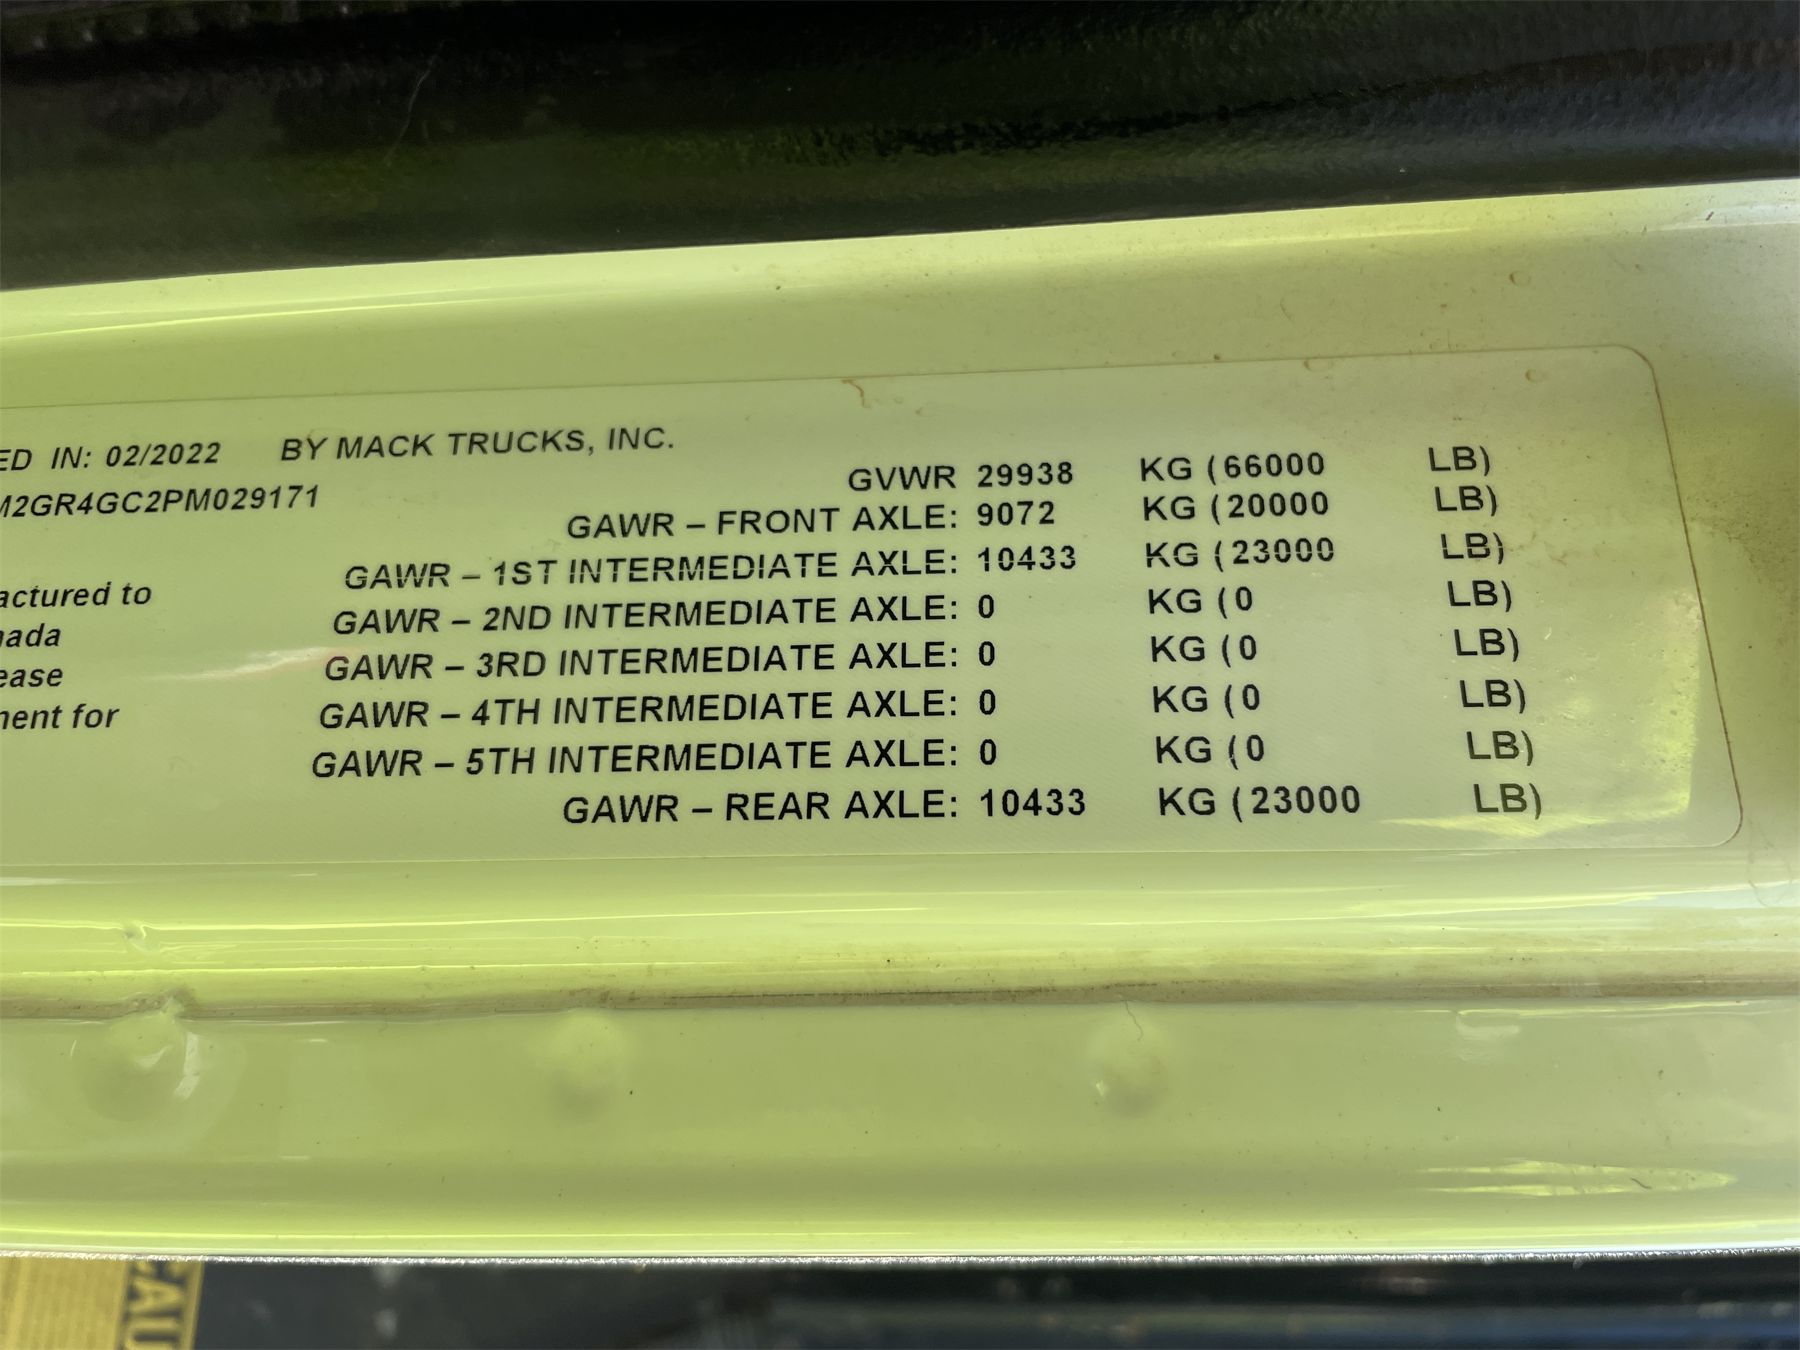 ED IN: 02/2022 BY MACK TRUCKS, INC.
M2GR4GC2PM029171
GVWR 29938 KG (66000 LB)
GAWR – FRONT AXLE: 9072 KG (20000 LB)
GAWR – 1ST INTERMEDIATE AXLE: 10433 KG (23000 LB)
GAWR – 2ND INTERMEDIATE AXLE: 0 KG (0 LB)
GAWR – 3RD INTERMEDIATE AXLE: 0 KG (0 LB)
GAWR – 4TH INTERMEDIATE AXLE: 0 KG (0 LB)
GAWR – 5TH INTERMEDIATE AXLE: 0 KG (0 LB)
GAWR – REAR AXLE: 10433 KG (23000 LB)
actured to
nada
ease
ment for
CAU